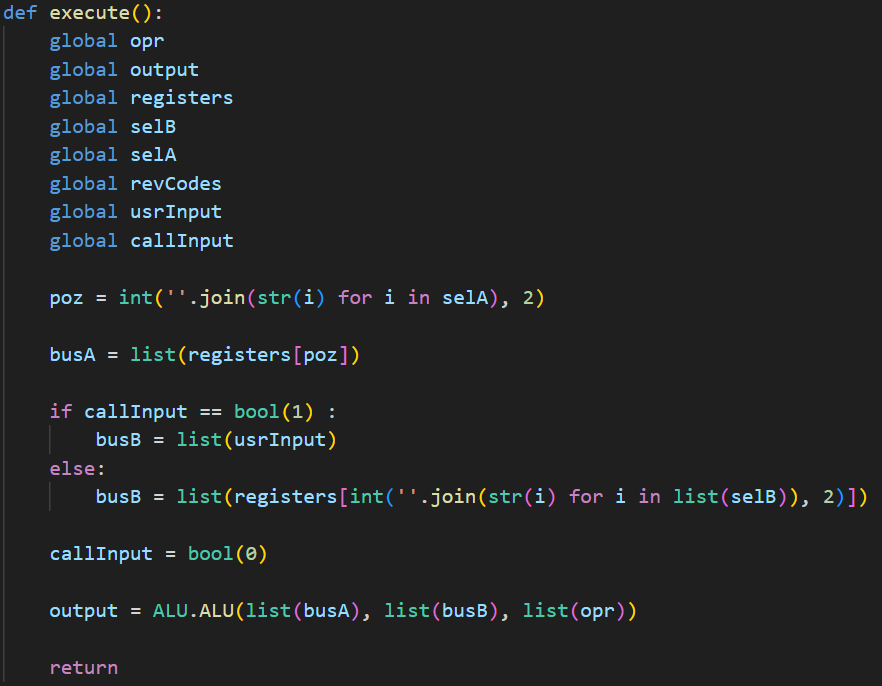 def execute():
    global opr
    global output
    global registers
    global selB
    global selA
    global revCodes
    global usrInput
    global callInput

    poz = int(''.join(str(i) for i in selA), 2)

    busA = list(registers[poz])

    if callInput == bool(1) :
        busB = list(usrInput)
    else:
        busB = list(registers[int(''.join(str(i) for i in list(selB)), 2)])

    callInput = bool(0)

    output = ALU.ALU(list(busA), list(busB), list(opr))

    return